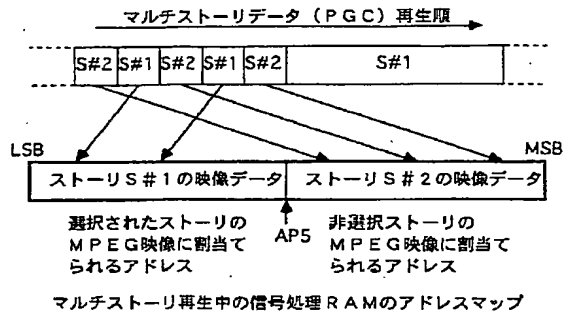 マルチストーリデータ（ＰＧＣ）再生順
S#2 S#1 S#2 S#1 S#2 S#1
LSB MSB
ストーリＳ＃１の映像データ ストーリＳ＃２の映像データ
選択されたストーリの
ＭＰＥＧ映像に割当て
られるアドレス
AP5
非選択ストーリの
ＭＰＥＧ映像に割当て
られるアドレス
マルチストーリ再生中の信号処理ＲＡＭのアドレスマップ